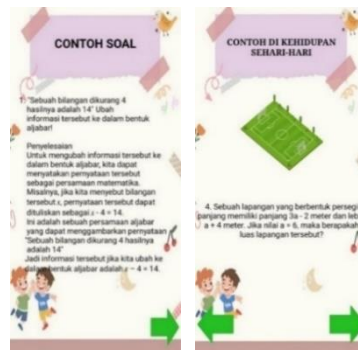 CONTOH SOAL
1. "Sebuah bilangan dikurang 4
hasilnya adalah 14" Ubah
informasi tersebut ke dalam bentuk
aljabar!
Penyelesaian
Untuk mengubah informasi tersebut ke
dalam bentuk aljabar, kita dapat
menyatakan pernyataan tersebut
sebagai persamaan matematika.
Misalnya, jika kita menyebut bilangan
tersebut x, pernyataan tersebut dapat
dituliskan sebagai x - 4 = 14.
Ini adalah sebuah persamaan aljabar
yang dapat menggambarkan pernyataan
"Sebuah bilangan dikurang 4 hasilnya
adalah 14"
Jadi informasi tersebut jika kita ubah ke
dalam bentuk aljabar adalah x - 4 = 14.
CONTOH DI KEHIDUPAN
SEHARI-HARI
4. Sebuah lapangan yang berbentuk persegi
panjang memiliki panjang 3a - 2 meter dan leb
a + 4 meter. Jika nilai a = 6, maka berapakah
luas lapangan tersebut?